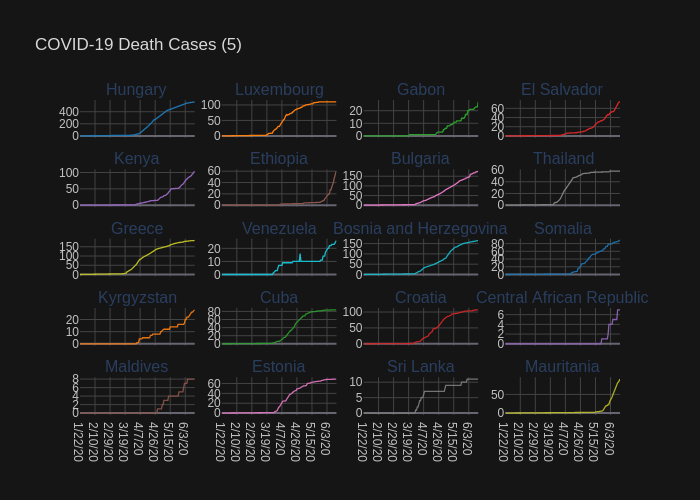 COVID-19 Death Cases (5)
Hungary Luxembourg Gabon El Salvador
400 200 0 100 50 0 20 10 0 60 40 20 0
Kenya Ethiopia Bulgaria Thailand
100 50 0 60 40 20 0 150 100 50 0 60 40 20 0
Greece Venezuela Bosnia and Herzegovina Somalia
150 100 50 0 20 10 0 150 100 50 0 80 60 40 20 0
Kyrgyzstan Cuba Croatia Central African Republic
20 10 0 80 60 40 20 0 100 50 0 6 4 2 0
Maldives Estonia Sri Lanka Mauritania
8 6 4 2 0 60 40 20 0 10 5 0 50 0
1/22/20 2/10/20 2/29/20 3/19/20 4/7/20 4/26/20 5/15/20 6/3/20 1/22/20 2/10/20 2/29/20 3/19/20 4/7/20 4/26/20 5/15/20 6/3/20 1/22/20 2/10/20 2/29/20 3/19/20 4/7/20 4/26/20 5/15/20 6/3/20 1/22/20 2/10/20 2/29/20 3/19/20 4/7/20 4/26/20 5/15/20 6/3/20